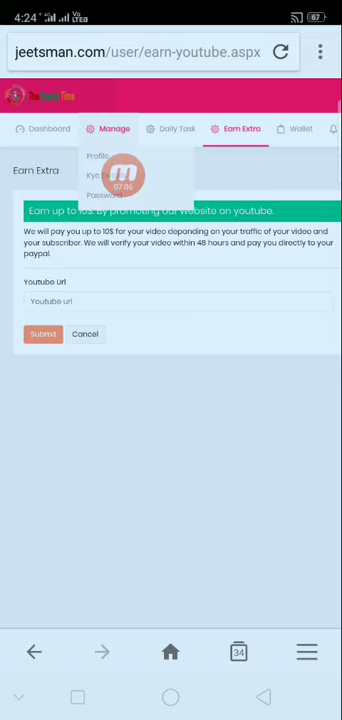 4:24
67
jeetsman.com/user/earn-youtube.aspx
Time
Dashboard Manage Daily Task Earn Extra Wallet
Profile
Earn Extra
07:06
Password
Earn up to 10$. By promoting our website on youtube.
We will pay you up to 10$ for your video depanding on your traffic of your video and
your subscriber. We will verify your video within 48 hours and pay you directly to your
paypal.
Youtube Url
Youtube url
Submit Cancel
34